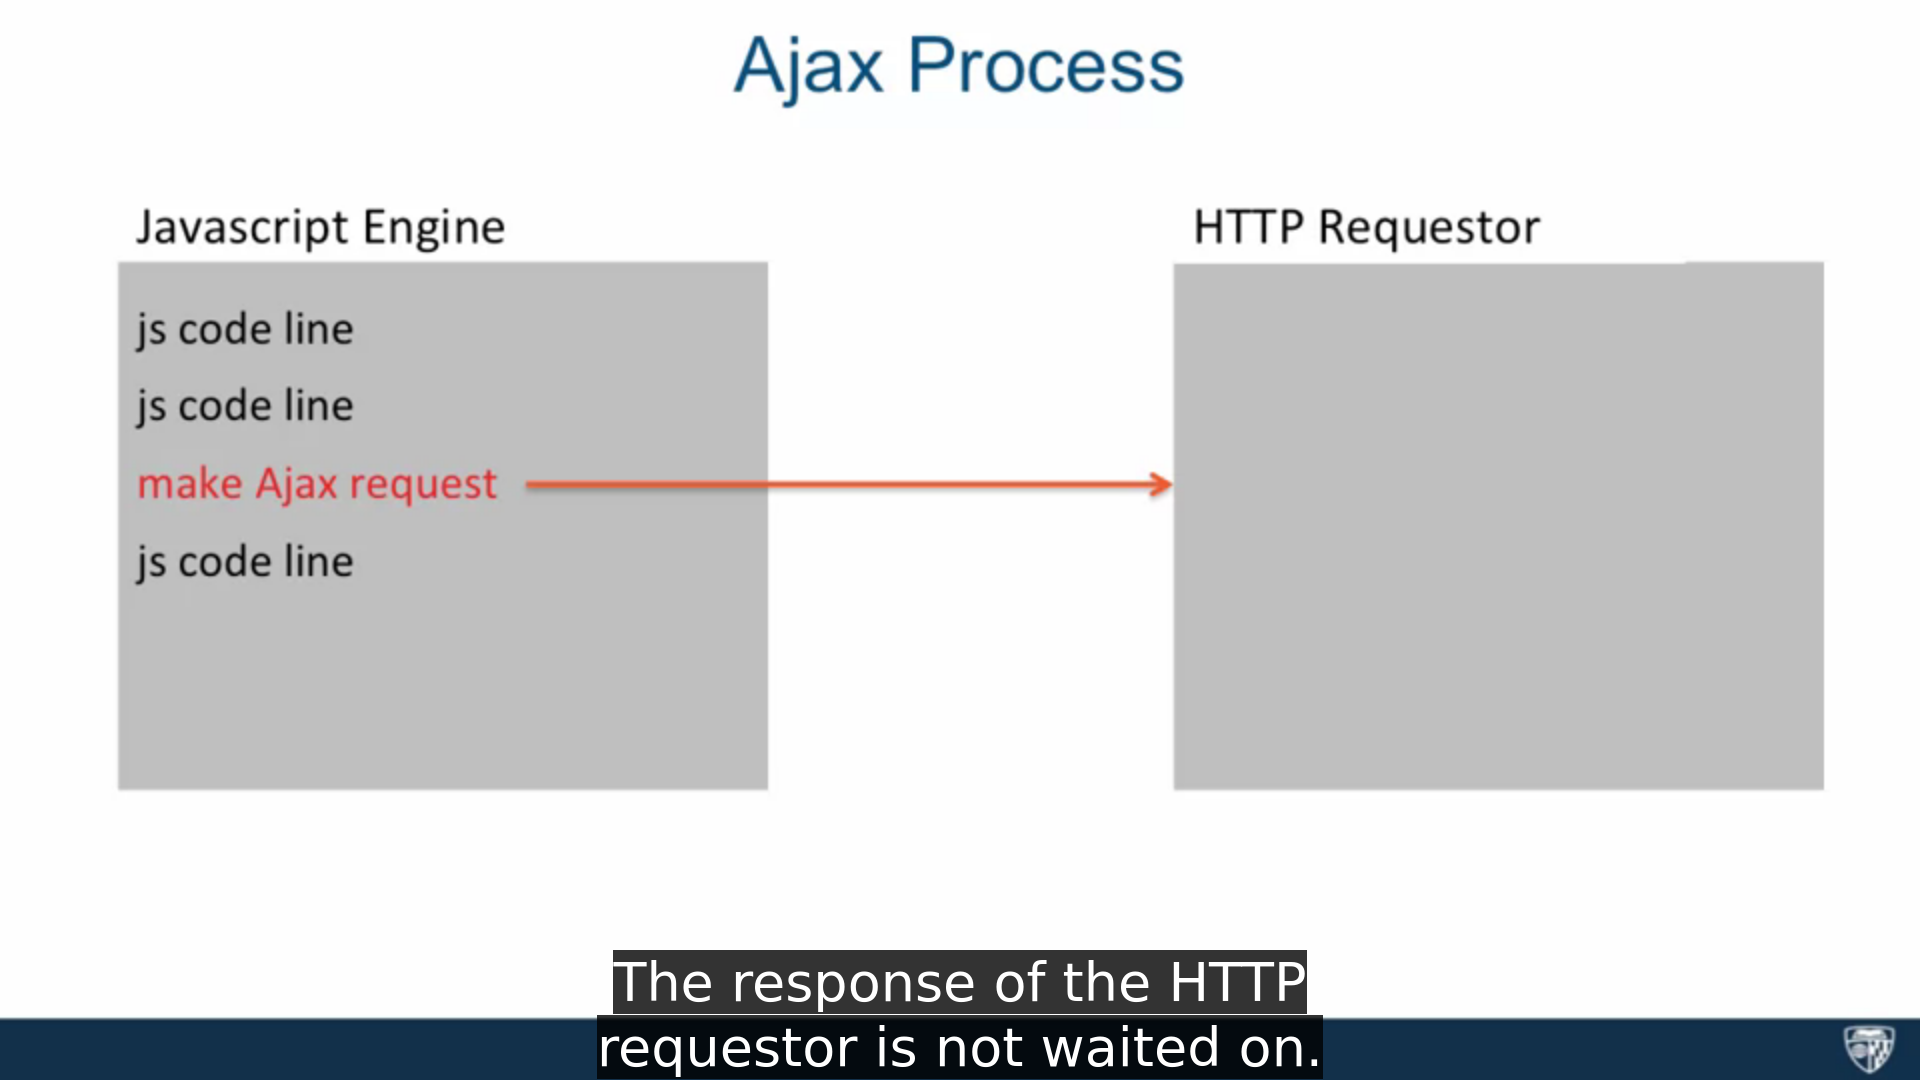 Ajax Process
Javascript Engine
js code line
js code line
make Ajax request
js code line
HTTP Requestor
The response of the HTTP
requestor is not waited on.